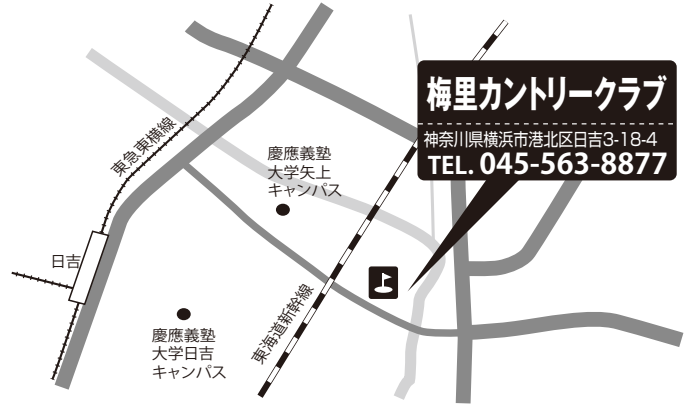 梅里カントリークラブ
神奈川県横浜市港北区日吉3-18-4
TEL. 045-563-8877
東急東横線
慶應義塾
大学矢上
キャンパス
日吉
東海道新幹線
慶應義塾
大学日吉
キャンパス